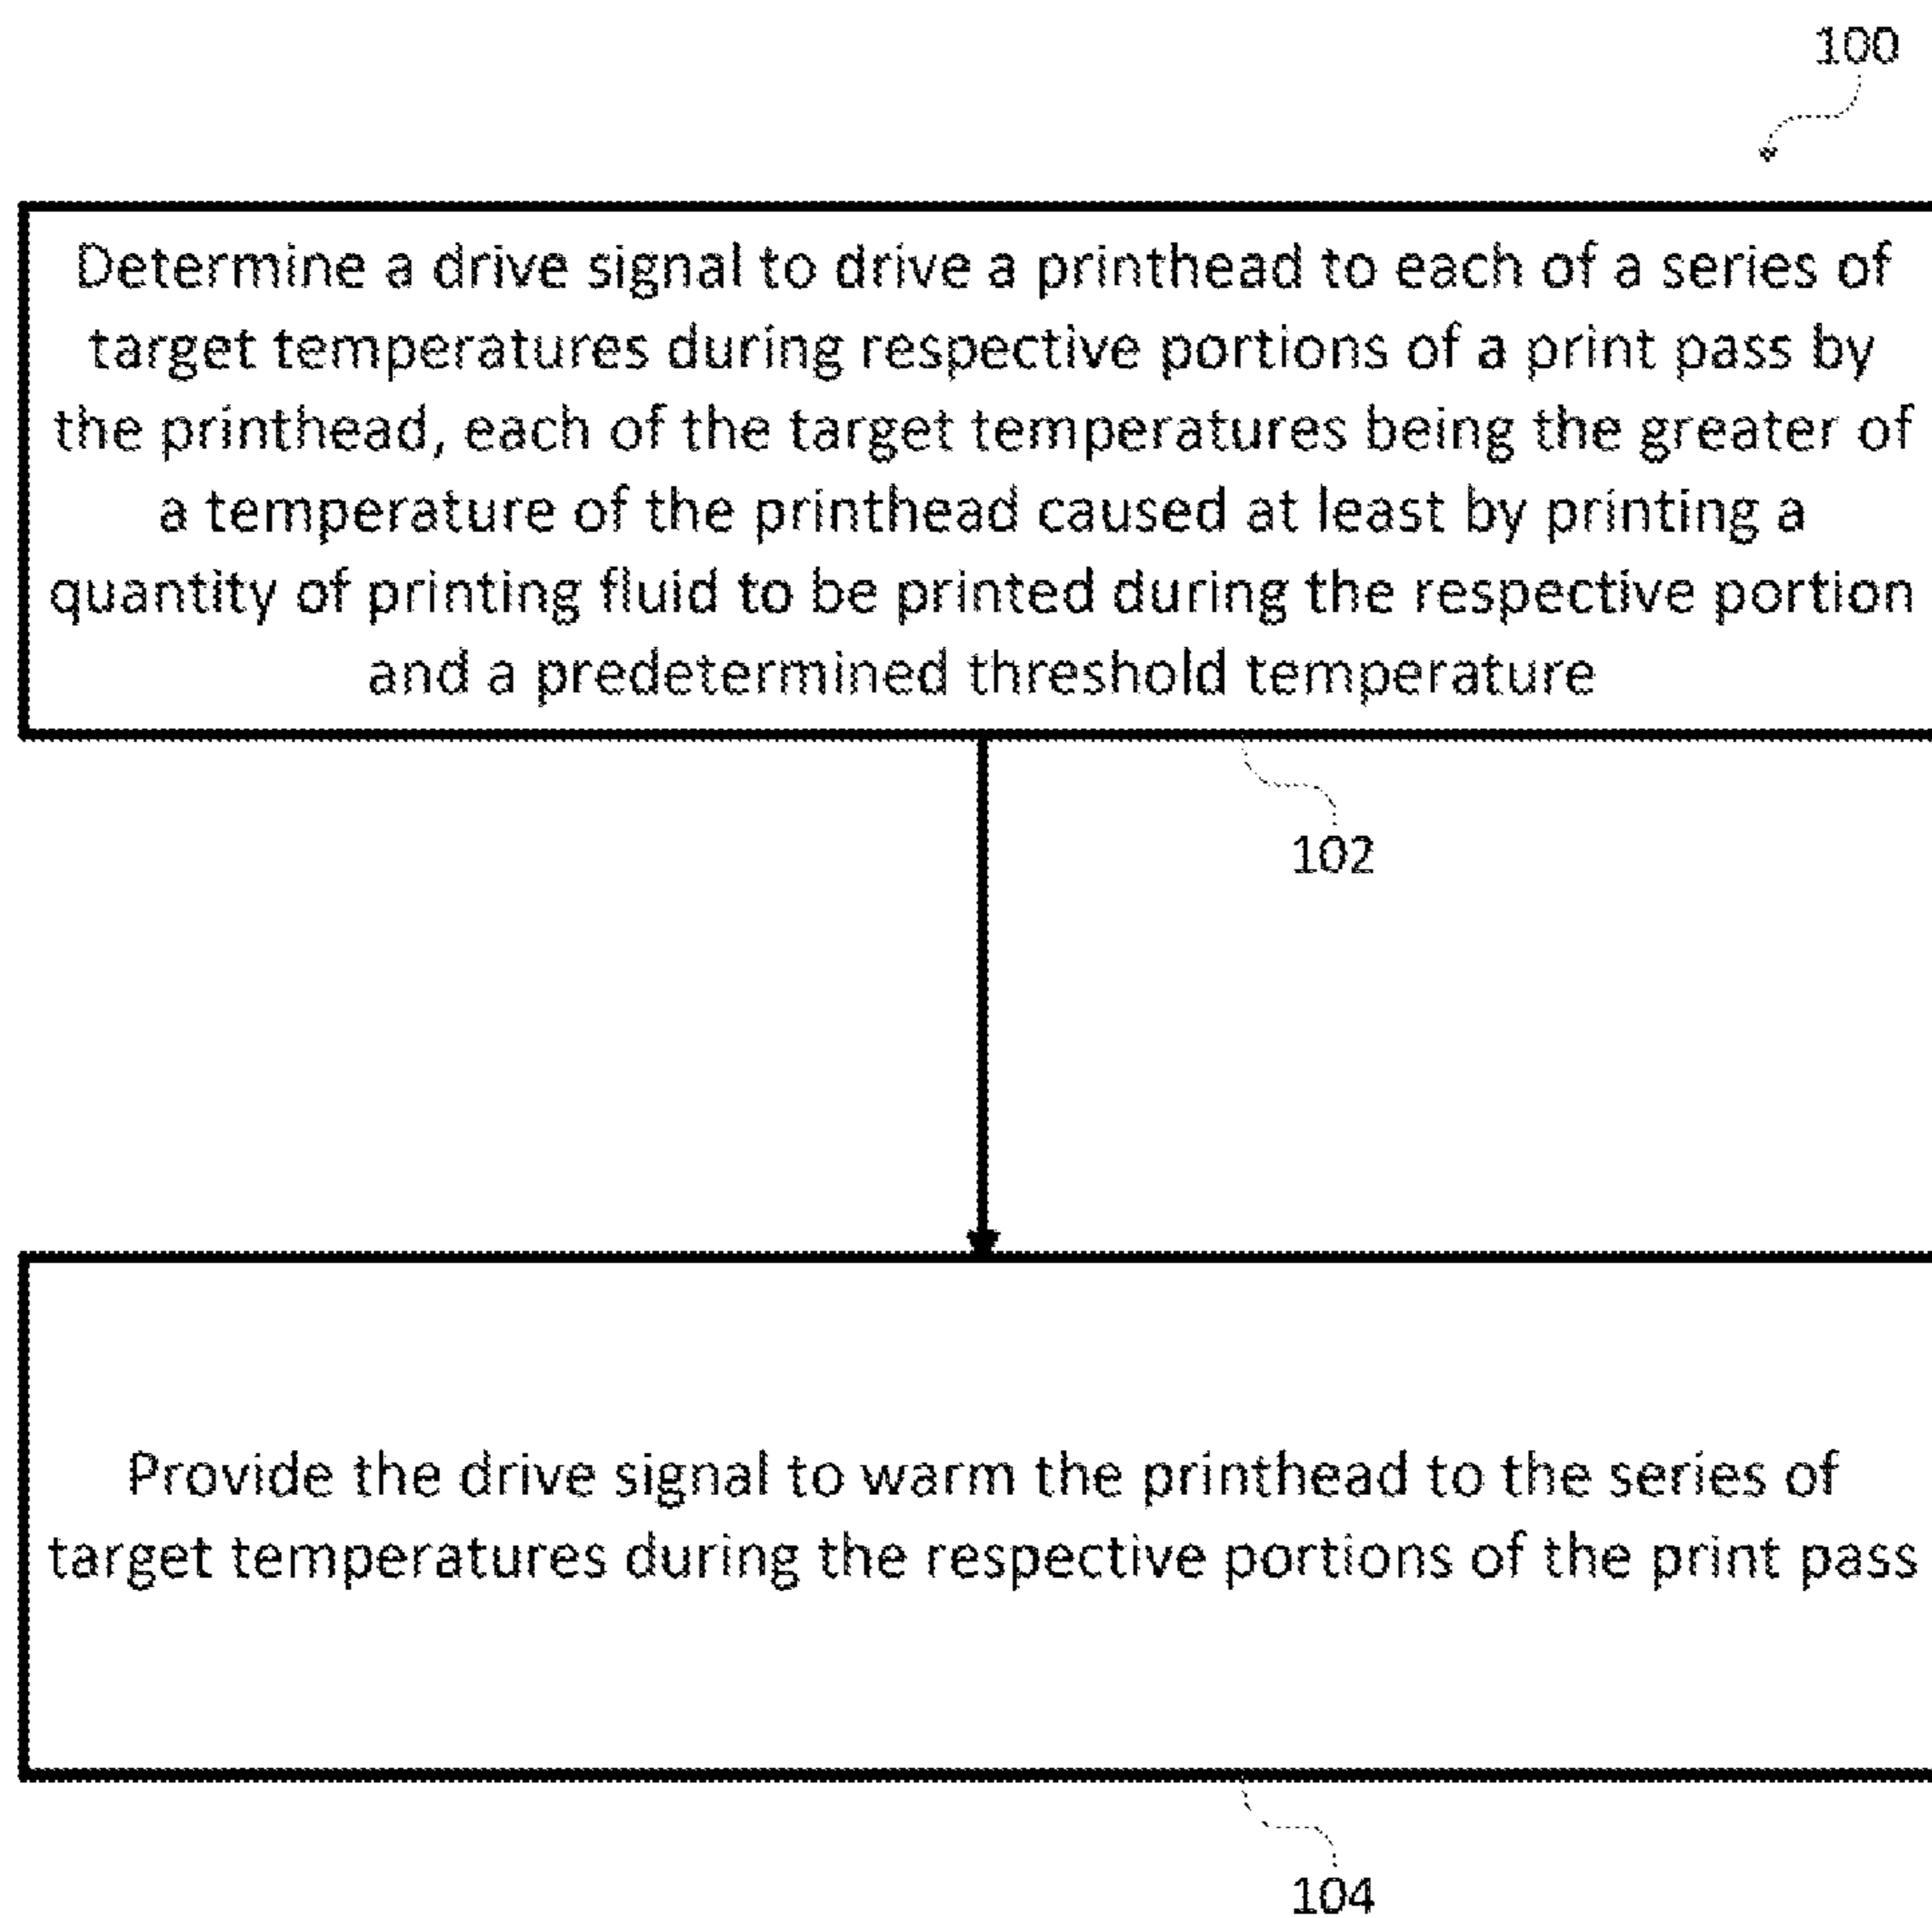 100
Determine a drive signal to drive a printhead to each of a series of
target temperatures during respective portions of a print pass by
the printhead, each of the target temperatures being the greater of
a temperature of the printhead caused at least by printing a
quantity of printing fluid to be printed during the respective portion
and a predetermined threshold temperature
102
Provide the drive signal to warm the printhead to the series of
target temperatures during the respective portions of the print pass
104